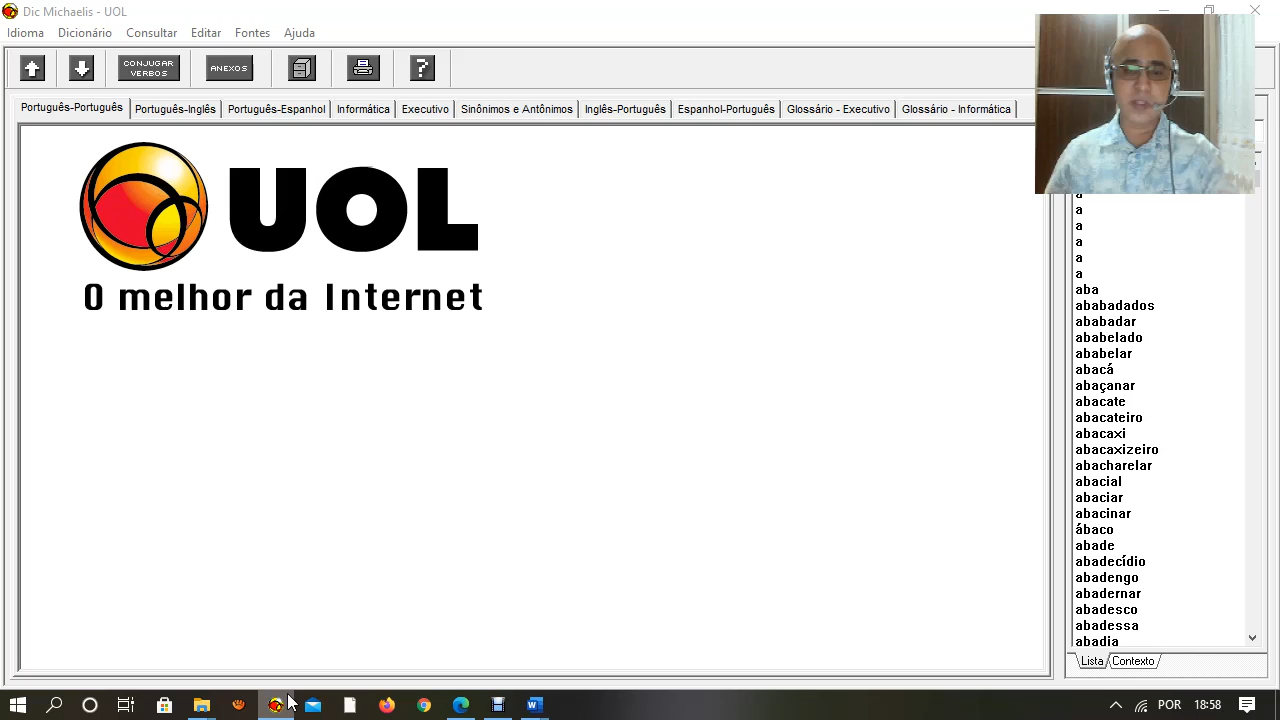 Dic Michaelis - UOL
Idioma Dicionário Consultar Editar Fontes Ajuda
CONJUGAR VERBOS
ANEXOS
?
Português-Português Português-Inglês Português-Espanhol Informática Executivo Sinônimos e Antônimos Inglês-Português Espanhol-Português Glossário - Executivo Glossário - Informática
UOL
O melhor da Internet
a
a
a
a
a
a
aba
ababadados
ababadar
ababelado
ababelar
abacá
abaçanar
abacate
abacateiro
abacaxi
abacaxizeiro
abacharelar
abacial
abaciar
abacinar
ábaco
abade
abadecídio
abadengo
abadernar
abadesco
abadessa
abadia
Lista Contexto
POR 18:58